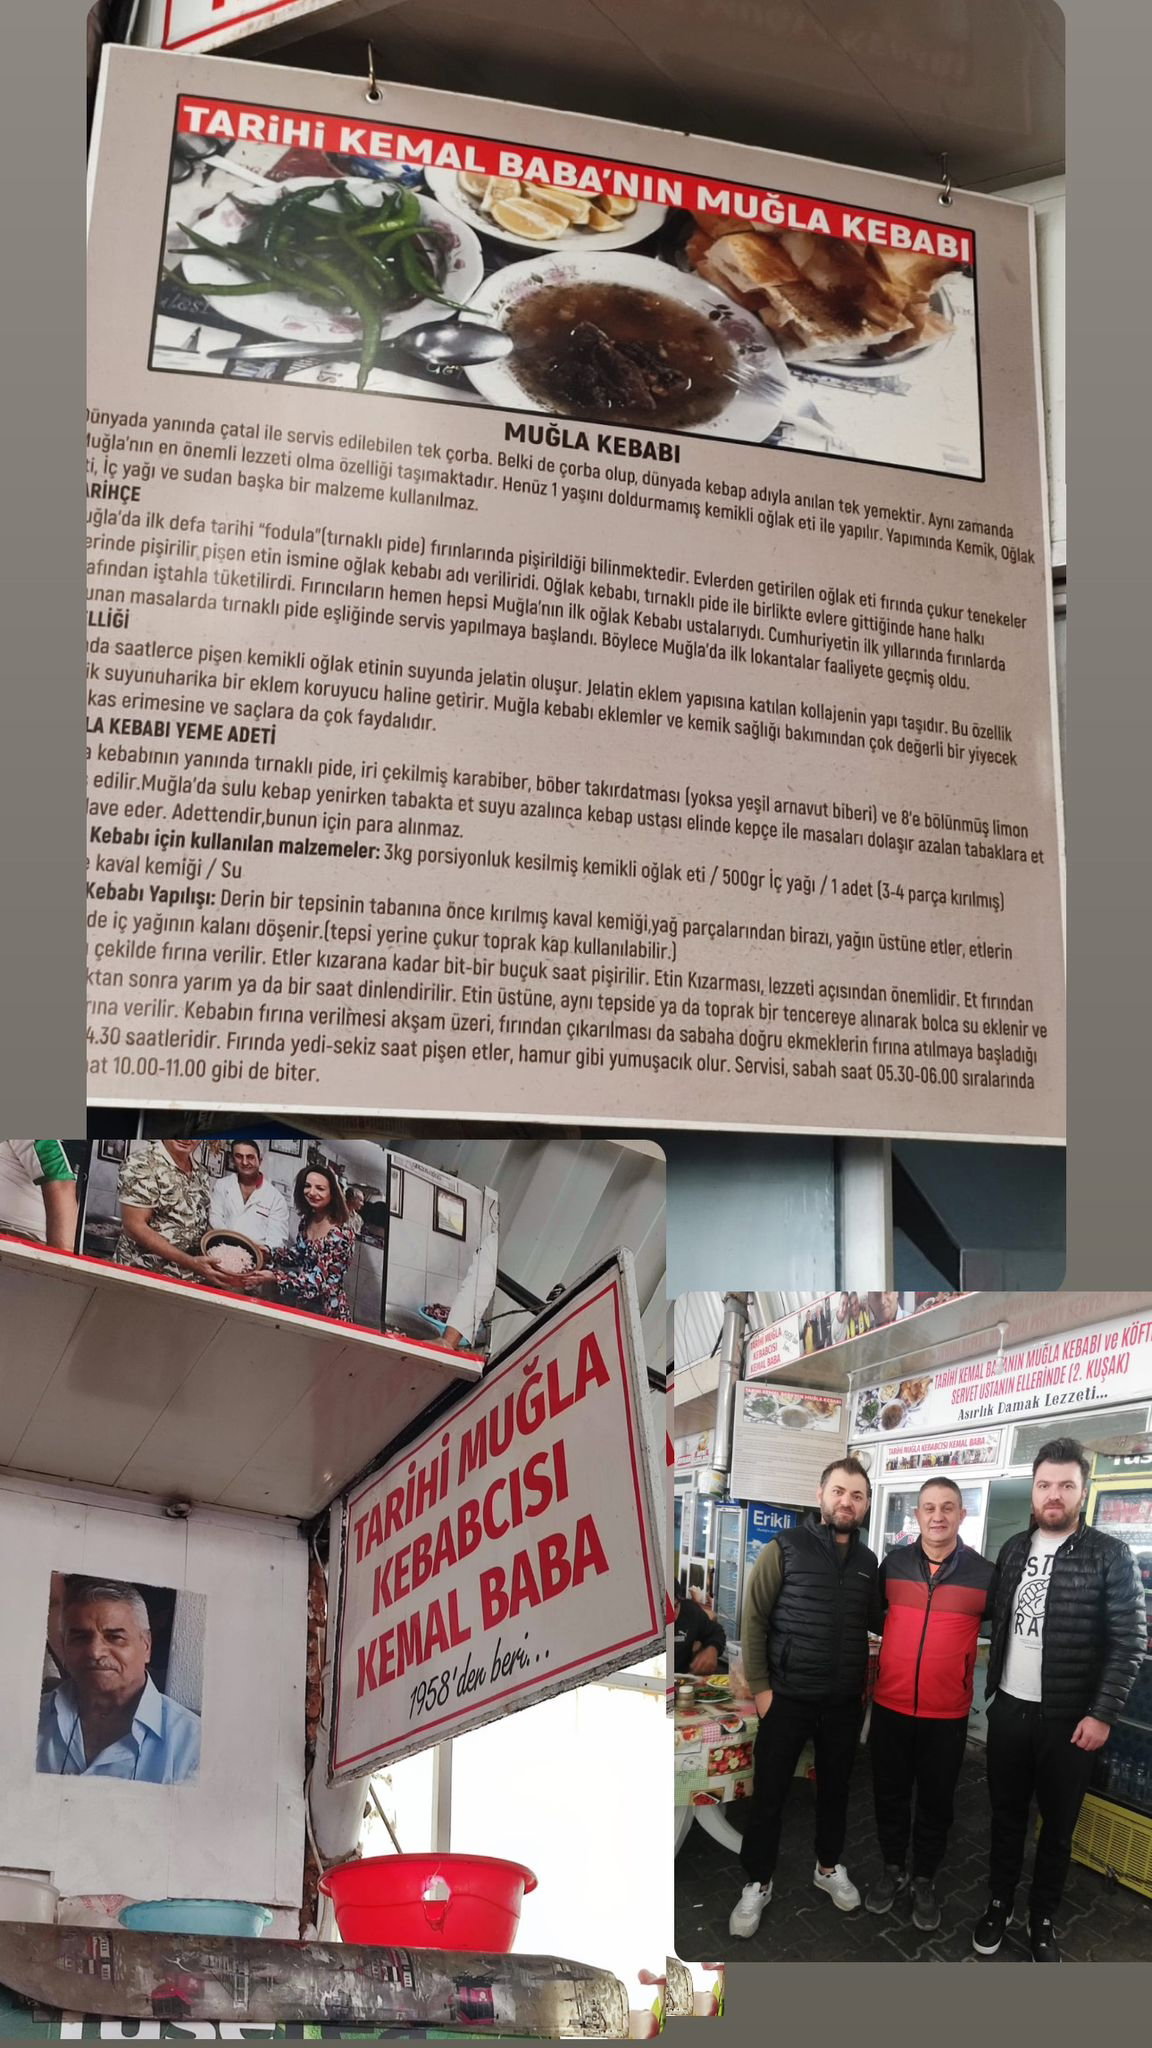 TARİHİ KEMAL BABA'NIN MUĞLA KEBABI
MUĞLA KEBABI
Dünyada yanında çatal ile servis edilebilen tek çorba. Belki de çorba olup, dünyada kebap adıyla anılan tek yemektir. Aynı zamanda
Muğla'nın en önemli lezzeti olma özelliği taşımaktadır. Henüz 1 yaşını doldurmamış kemikli oğlak eti ile yapılır. Yapımında Kemik, Oğlak
ti, İç yağı ve sudan başka bir malzeme kullanılmaz.
ARİHÇE
uğla'da ilk defa tarihi "fodula"(tırnaklı pide) fırınlarında pişirildiği bilinmektedir. Evlerden getirilen oğlak eti fırında çukur tenekeler
erinde pişirilir,pişen etin ismine oğlak kebabı adı veriliridi. Oğlak kebabı, tırnaklı pide ile birlikte evlere gittiğinde hane halkı
afından iştahla tüketilirdi. Fırıncıların hemen hepsi Muğla'nın ilk oğlak Kebabı ustalarıydı. Cumhuriyetin ilk yıllarında fırınlarda
unan masalarda tırnaklı pide eşliğinde servis yapılmaya başlandı. Böylece Muğla'da ilk lokantalar faaliyete geçmiş oldu.
LLİĞİ
nda saatlerce pişen kemikli oğlak etinin suyunda jelatin oluşur. Jelatin eklem yapısına katılan kollajenin yapı taşıdır. Bu özellik
ik suyunuharika bir eklem koruyucu haline getirir. Muğla kebabı eklemler ve kemik sağlığı bakımından çok değerli bir yiyecek
kas erimesine ve saçlara da çok faydalıdır.
LA KEBABI YEME ADETİ
a kebabının yanında tırnaklı pide, iri çekilmiş karabiber, böber takırdatması (yoksa yeşil arnavut biberi) ve 8'e bölünmüş limon
s edilir.Muğla'da sulu kebap yenirken tabakta et suyu azalınca kebap ustası elinde kepçe ile masaları dolaşır azalan tabaklara et
lave eder. Adettendir,bunun için para alınmaz.
Kebabı için kullanılan malzemeler: 3kg porsiyonluk kesilmiş kemikli oğlak eti / 500gr İç yağı / 1 adet (3-4 parça kırılmış)
e kaval kemiği / Su
Kebabı Yapılışı: Derin bir tepsinin tabanına önce kırılmış kaval kemiği,yağ parçalarından birazı, yağın üstüne etler, etlerin
de iç yağının kalanı döşenir.(tepsi yerine çukur toprak kap kullanılabilir.)
çekilde fırına verilir. Etler kızarana kadar bit-bir buçuk saat pişirilir. Etin Kızarması, lezzeti açısından önemlidir. Et fırından
ktan sonra yarım ya da bir saat dinlendirilir. Etin üstüne, aynı tepside ya da toprak bir tencereye alınarak bolca su eklenir ve
rına verilir. Kebabın fırına verilmesi akşam üzeri, fırından çıkarılması da sabaha doğru ekmeklerin fırına atılmaya başladığı
4.30 saatleridir. Fırında yedi-sekiz saat pişen etler, hamur gibi yumuşacık olur. Servisi, sabah saat 05.30-06.00 sıralarında
at 10.00-11.00 gibi de biter.
TARİHİ MUĞLA
KEBABCISI
KEMAL BABA
1958'den beri...
TARİHİ MUĞLA
KEBABCISI
KEMAL BABA
TARİHİ KEMAL BABANIN MUĞLA KEBABI ve KÖFT
SERVET USTANIN ELLERİNDE (2. KUŞAK)
Asırlık Damak Lezzeti...
TARİHİ MUĞLA KEBABCISI KEMAL BABA
TARİHİ KEMAL BABA'NIN MUĞLA KEBABI
Erikli